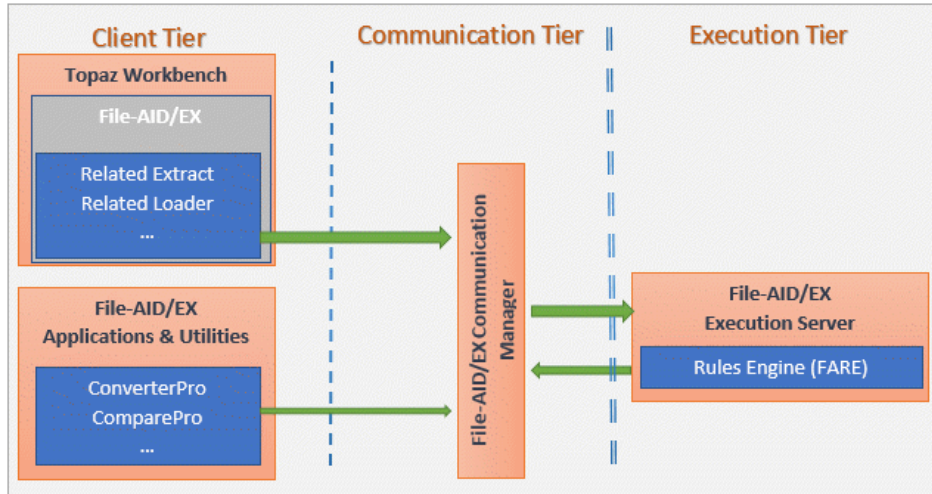 Client Tier
Communication Tier
Execution Tier
Topaz Workbench
File-AID/EX
Related Extract
Related Loader
...
File-AID/EX
Applications & Utilities
ConverterPro
ComparePro
...
File-AID/EX Communication
Manager
File-AID/EX
Execution Server
Rules Engine (FARE)